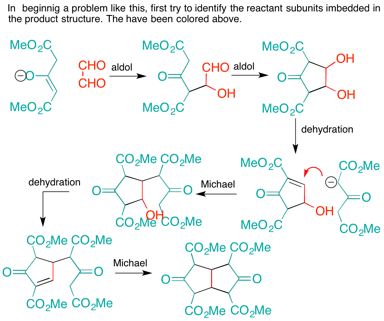 In beginnig a problem like this, first try to identify the reactant subunits imbedded in
the product structure. The have been colored above.
MeO₂C
O
MeO₂C
CHO
CHO
aldol
MeO₂C
O
CHO
OH
MeO₂C
aldol
MeO₂C
O
OH
OH
MeO₂C
dehydration
MeO₂C
O
OH
MeO₂C
CO₂Me
O
CO₂Me
Michael
CO₂Me
CO₂Me
O
O
OH
CO₂Me
CO₂Me
dehydration
CO₂Me
CO₂Me
O
O
CO₂Me
CO₂Me
Michael
CO₂Me
CO₂Me
O
O
CO₂Me
CO₂Me